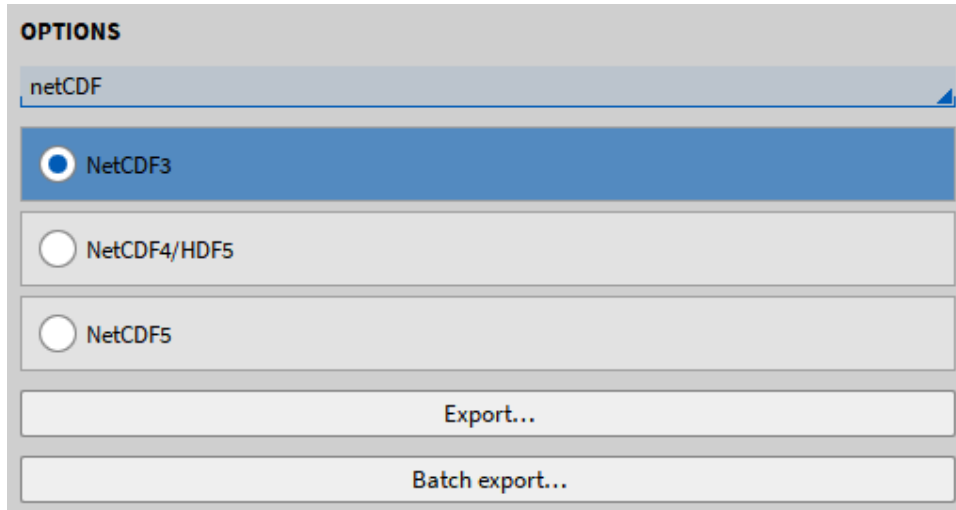 OPTIONS
netCDF
NetCDF3
NetCDF4/HDF5
NetCDF5
Export...
Batch export...